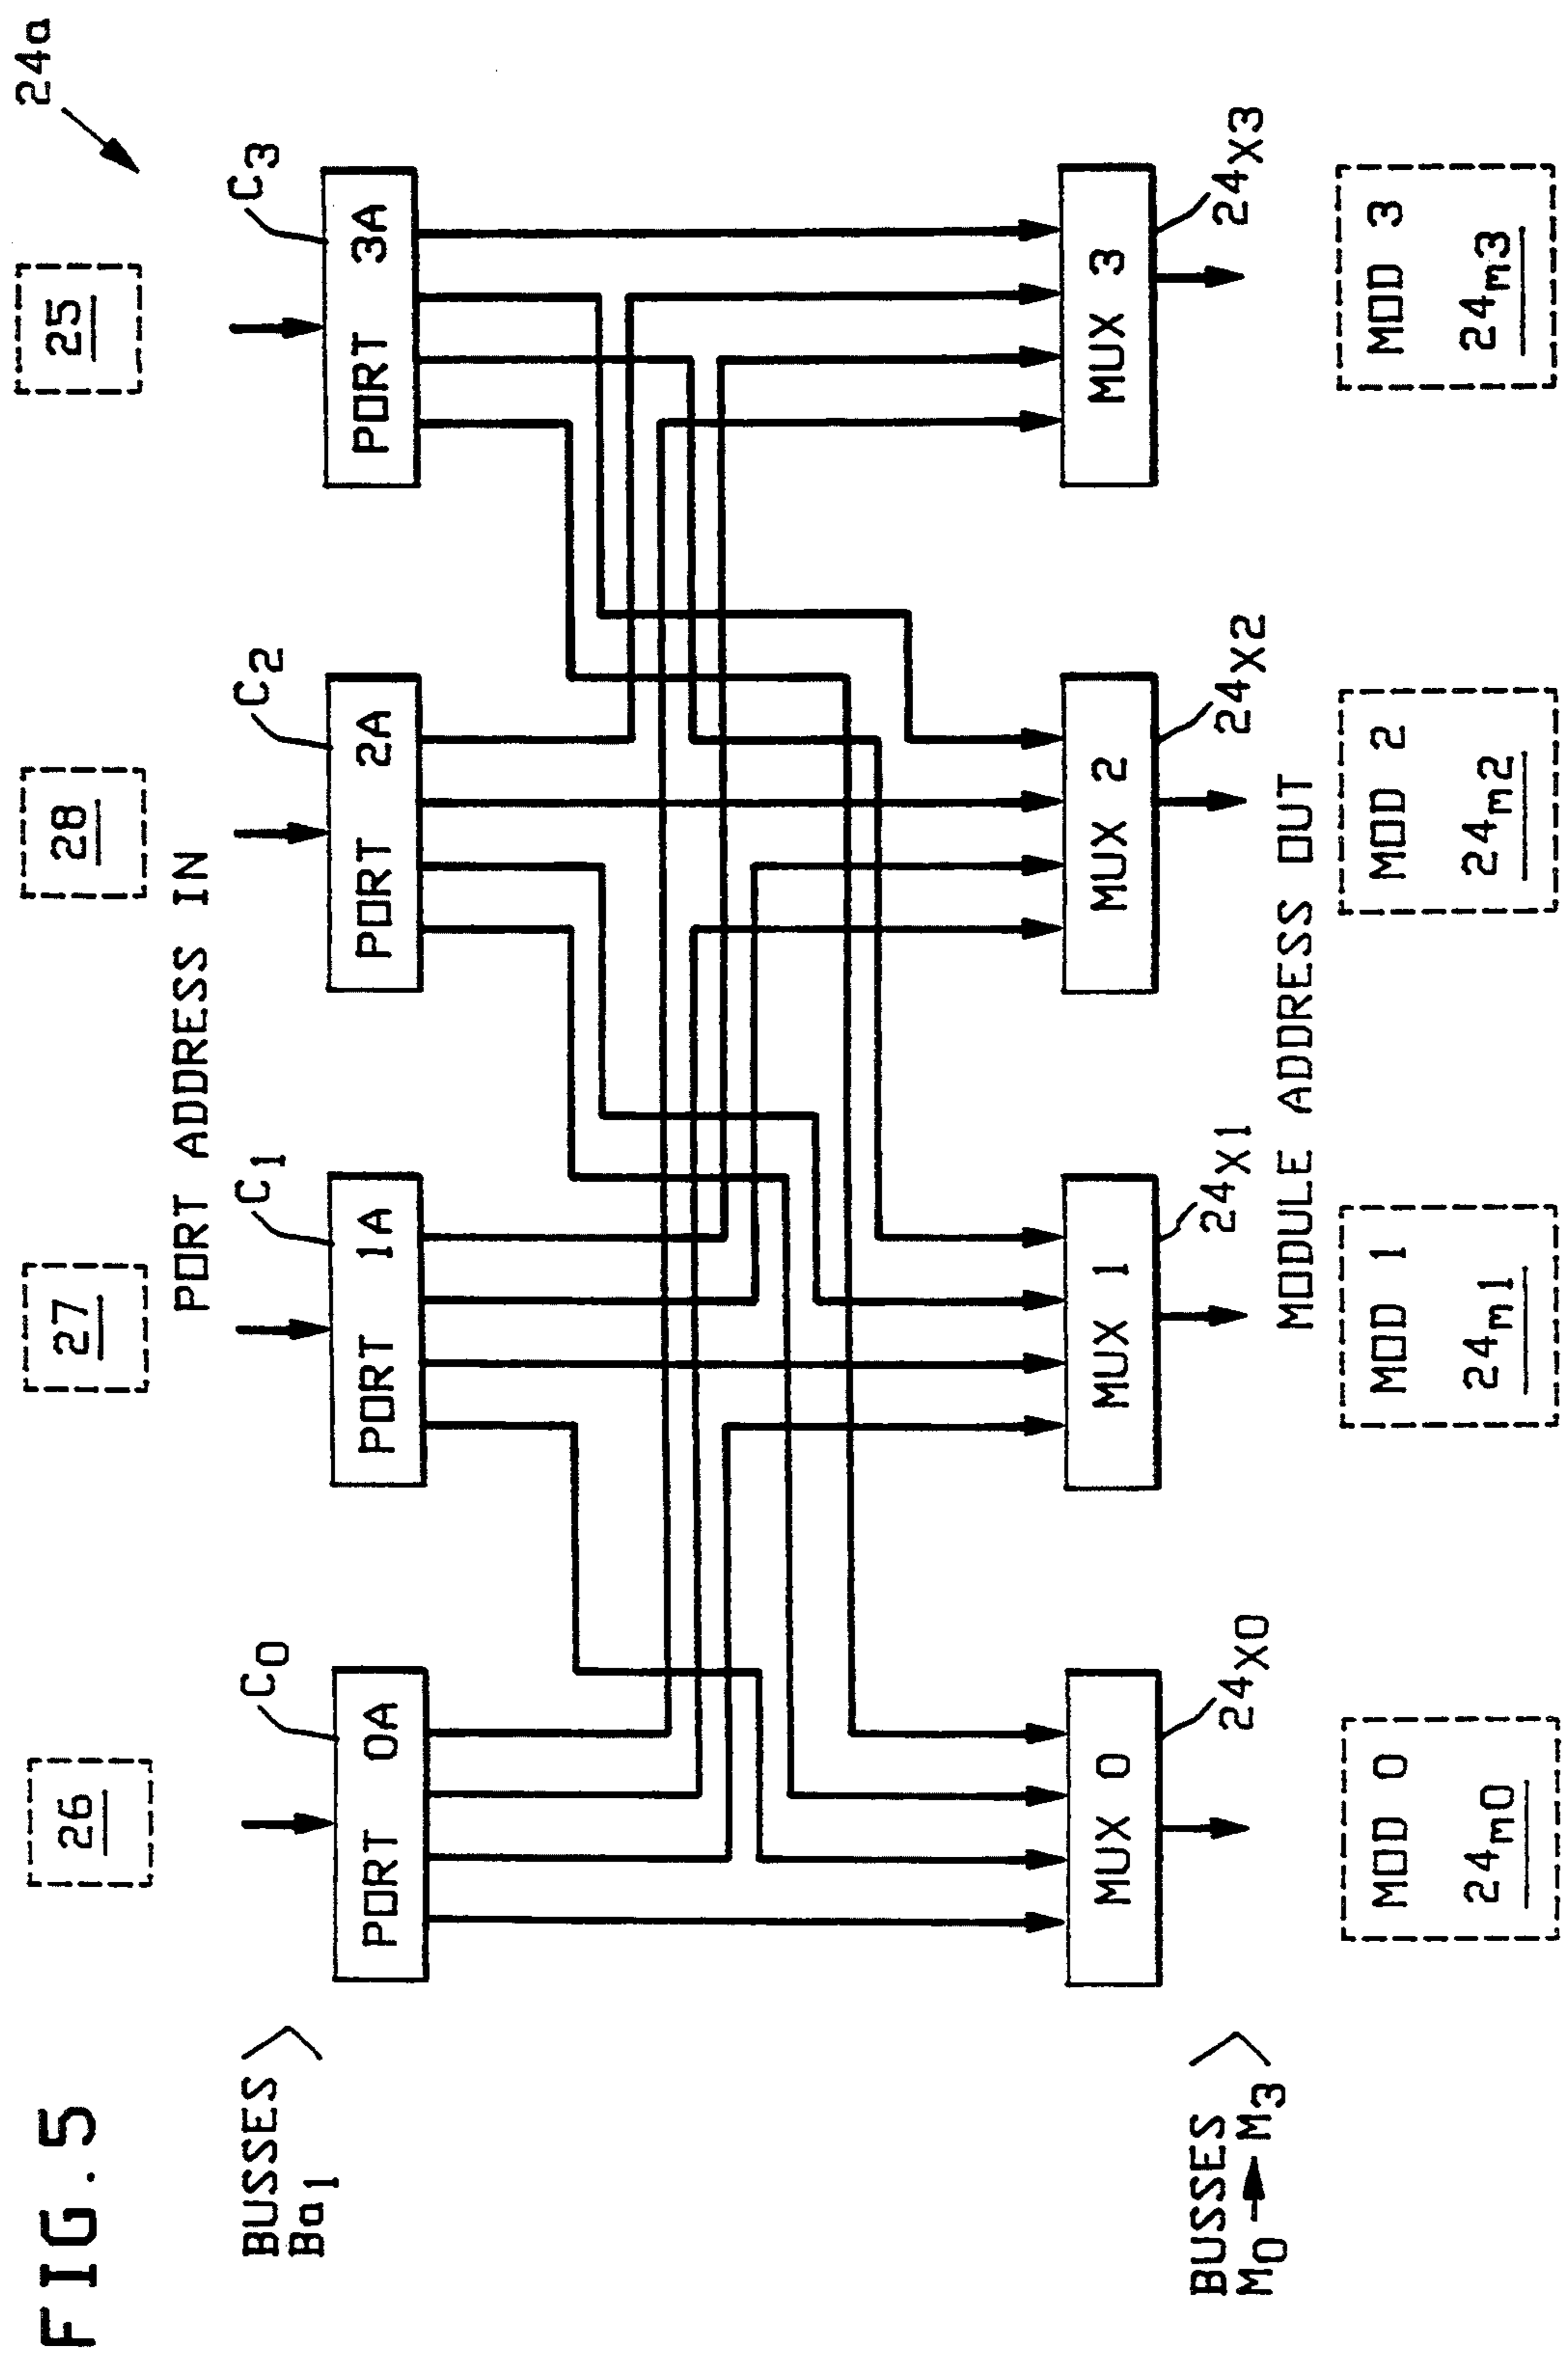 FIG.5
24a
26
27
28
25
PORT ADDRESS IN
BUSSES
Ba1
C0
C1
C2
C3
PORT 0A
PORT 1A
PORT 2A
PORT 3A
MUX 0
MUX 1
MUX 2
MUX 3
24X0
24X1
24X2
24X3
BUSSES
M0 → M3
MODULE ADDRESS OUT
MOD 0
24m0
MOD 1
24m1
MOD 2
24m2
MOD 3
24m3